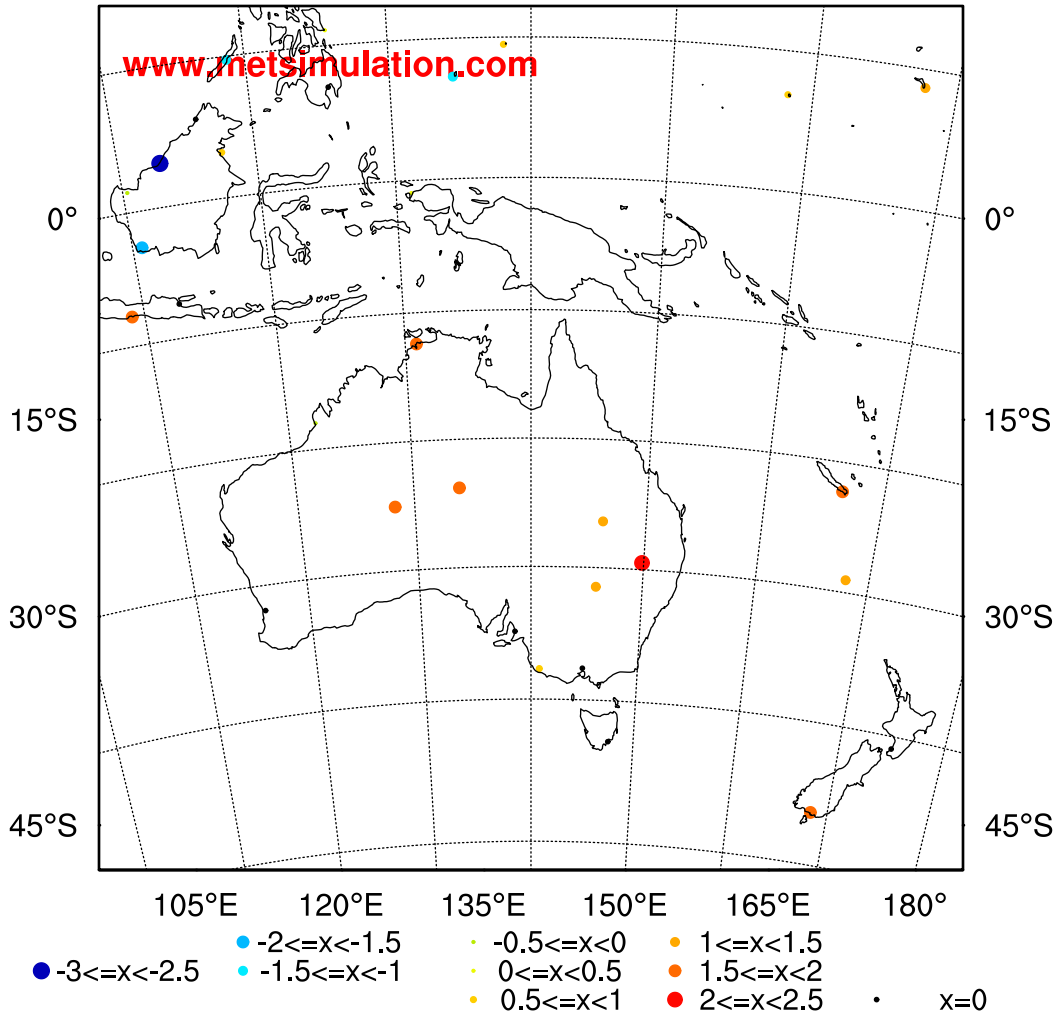 www.metsimulation.com
0° 0°
15°S 15°S
30°S 30°S
45°S 45°S
105°E 120°E 135°E 150°E 165°E 180°
-2<=x<-1.5 -0.5<=x<0 1<=x<1.5
-3<=x<-2.5 -1.5<=x<-1 0<=x<0.5 1.5<=x<2
0.5<=x<1 2<=x<2.5 x=0